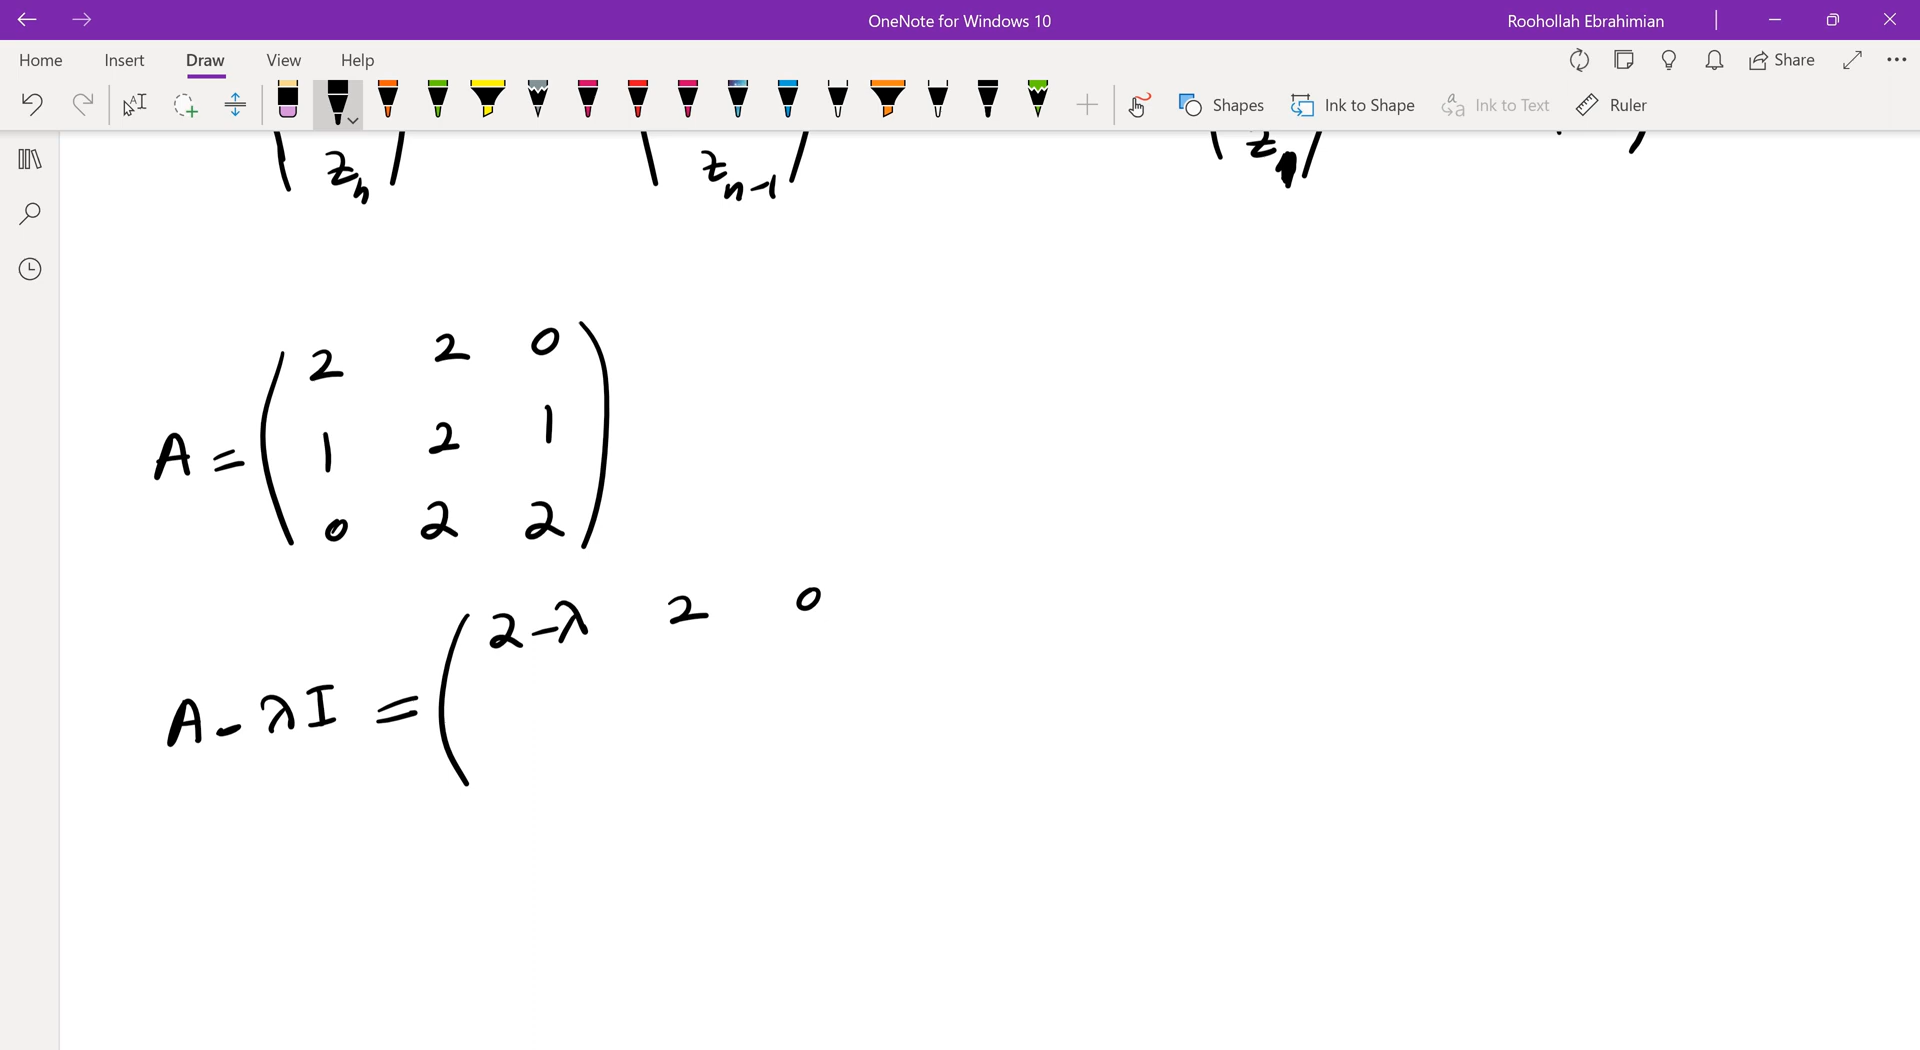 OneNote for Windows 10
Roohollah Ebrahimian
Home Insert Draw View Help
Share
Shapes Ink to Shape Ink to Text Ruler
z_n z_{n-1}
2 2 0
A = 1 2 1
0 2 2
2-λ 2 0
A - λI = (